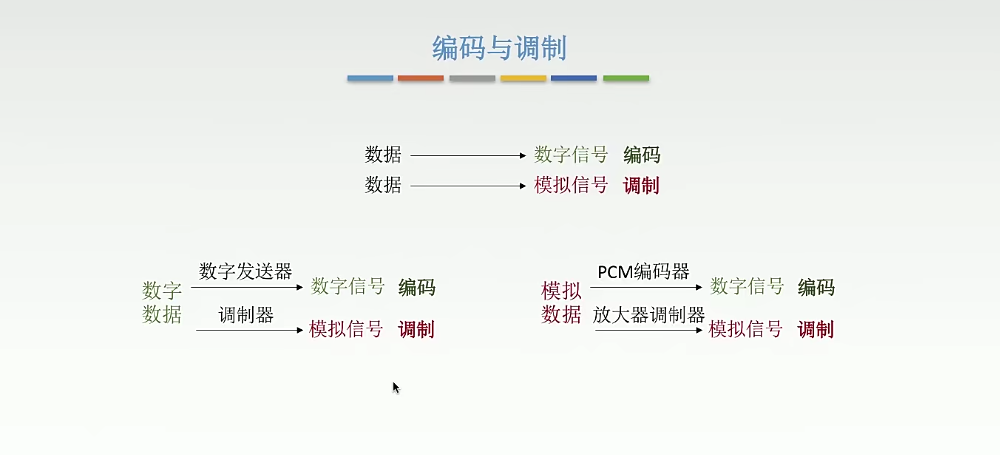 编码与调制
数据 数字信号 编码
数据 模拟信号 调制
数字发送器
数字
数据
数字信号 编码
调制器
模拟信号 调制
PCM编码器
模拟
数据
数字信号 编码
放大器调制器
模拟信号 调制